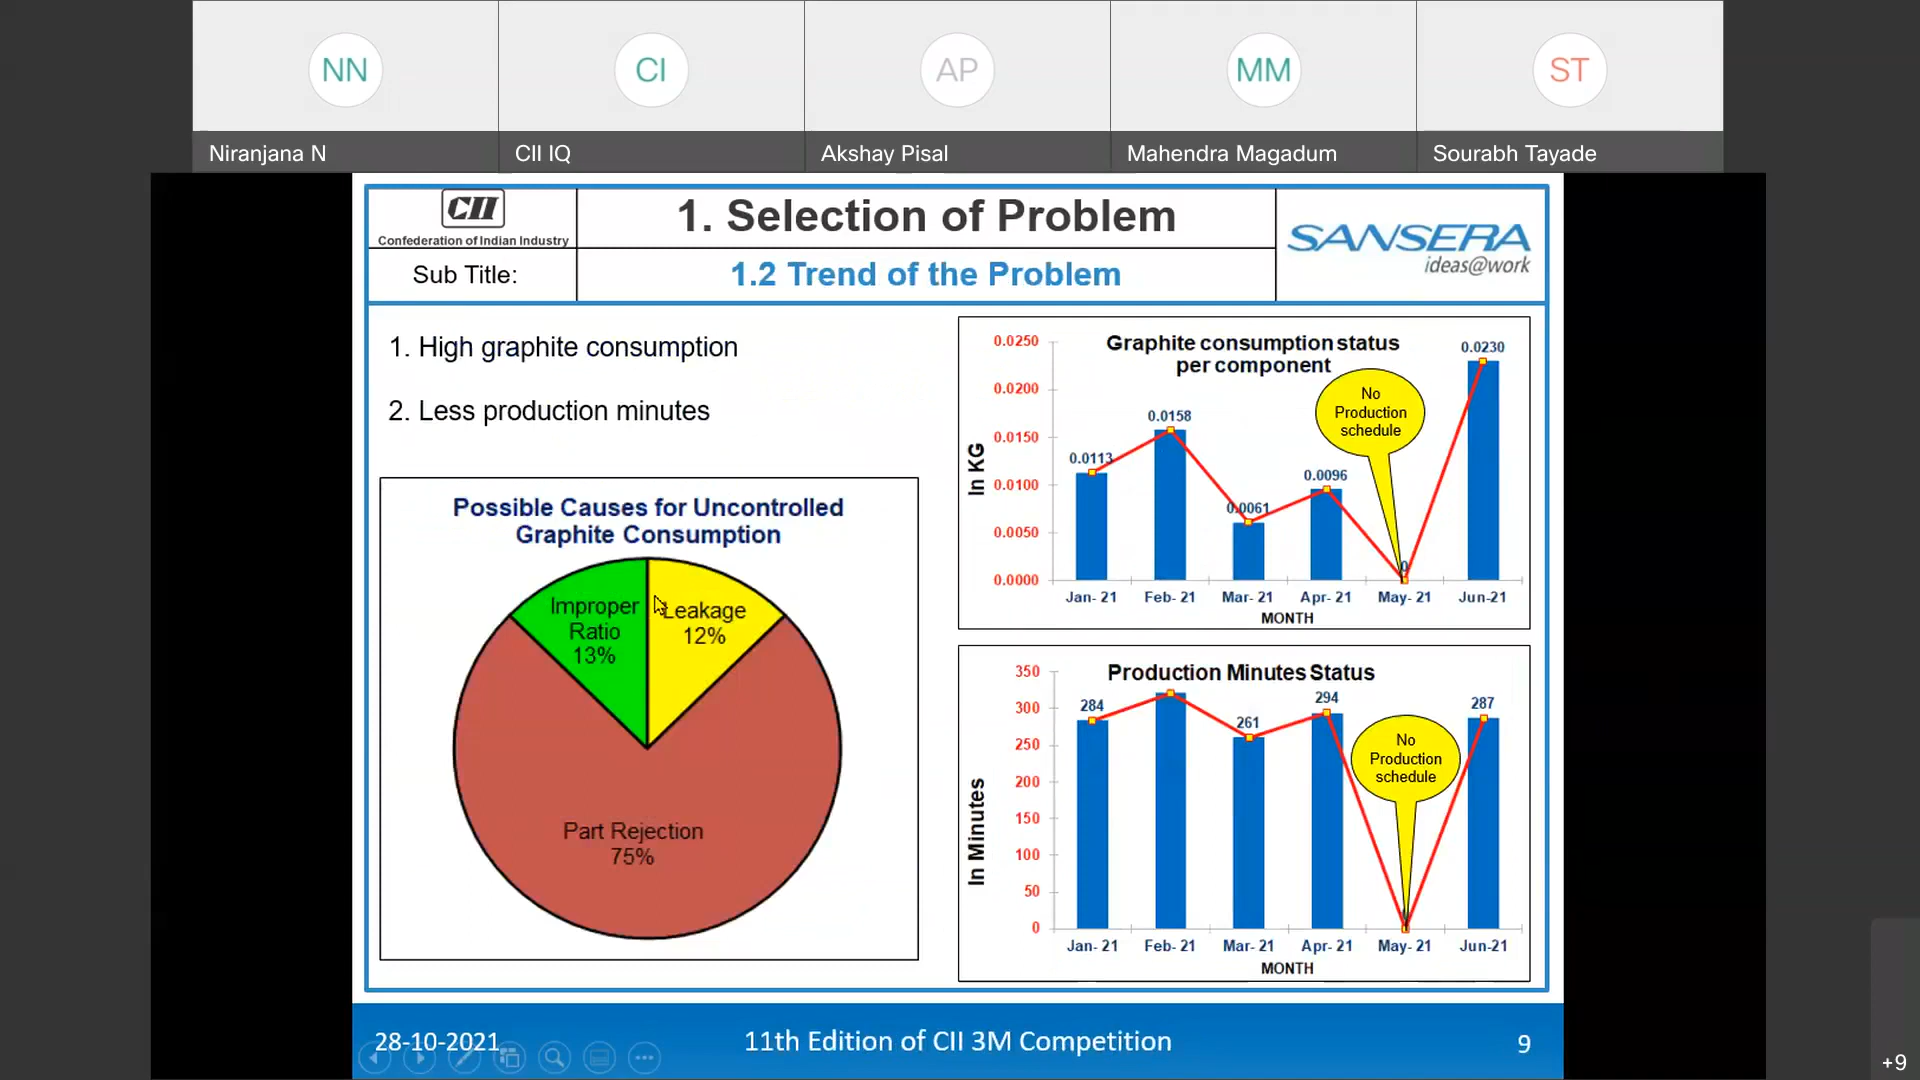 NN
CI
AP
MM
ST
Niranjana N
CII IQ
Akshay Pisal
Mahendra Magadum
Sourabh Tayade
CII
Confederation of Indian Industry
1. Selection of Problem
Sub Title:
1.2 Trend of the Problem
SANSERA
ideas@work
1. High graphite consumption
2. Less production minutes
Possible Causes for Uncontrolled
Graphite Consumption
Improper
Ratio
13%
Leakage
12%
Part Rejection
75%
Graphite consumption status
per component
In KG
0.0250
0.0200
0.0150
0.0100
0.0050
0.0000
0.0113
0.0158
0.0061
0.0096
0
0.0230
No
Production
schedule
Jan- 21
Feb- 21
Mar- 21
Apr- 21
May- 21
Jun-21
MONTH
Production Minutes Status
In Minutes
350
300
250
200
150
100
50
0
284
261
294
287
No
Production
schedule
Jan- 21
Feb- 21
Mar- 21
Apr- 21
May- 21
Jun-21
MONTH
28-10-2021
11th Edition of CII 3M Competition
9
+9